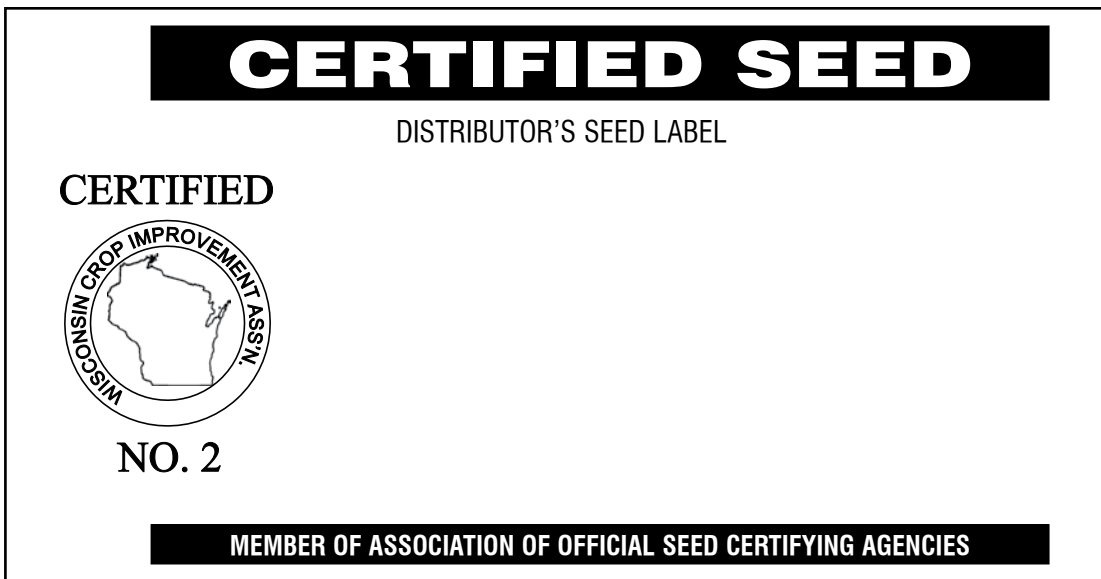 CERTIFIED SEED
DISTRIBUTOR’S SEED LABEL
CERTIFIED
WISCONSIN CROP IMPROVEMENT ASS'N.
NO. 2
MEMBER OF ASSOCIATION OF OFFICIAL SEED CERTIFYING AGENCIES